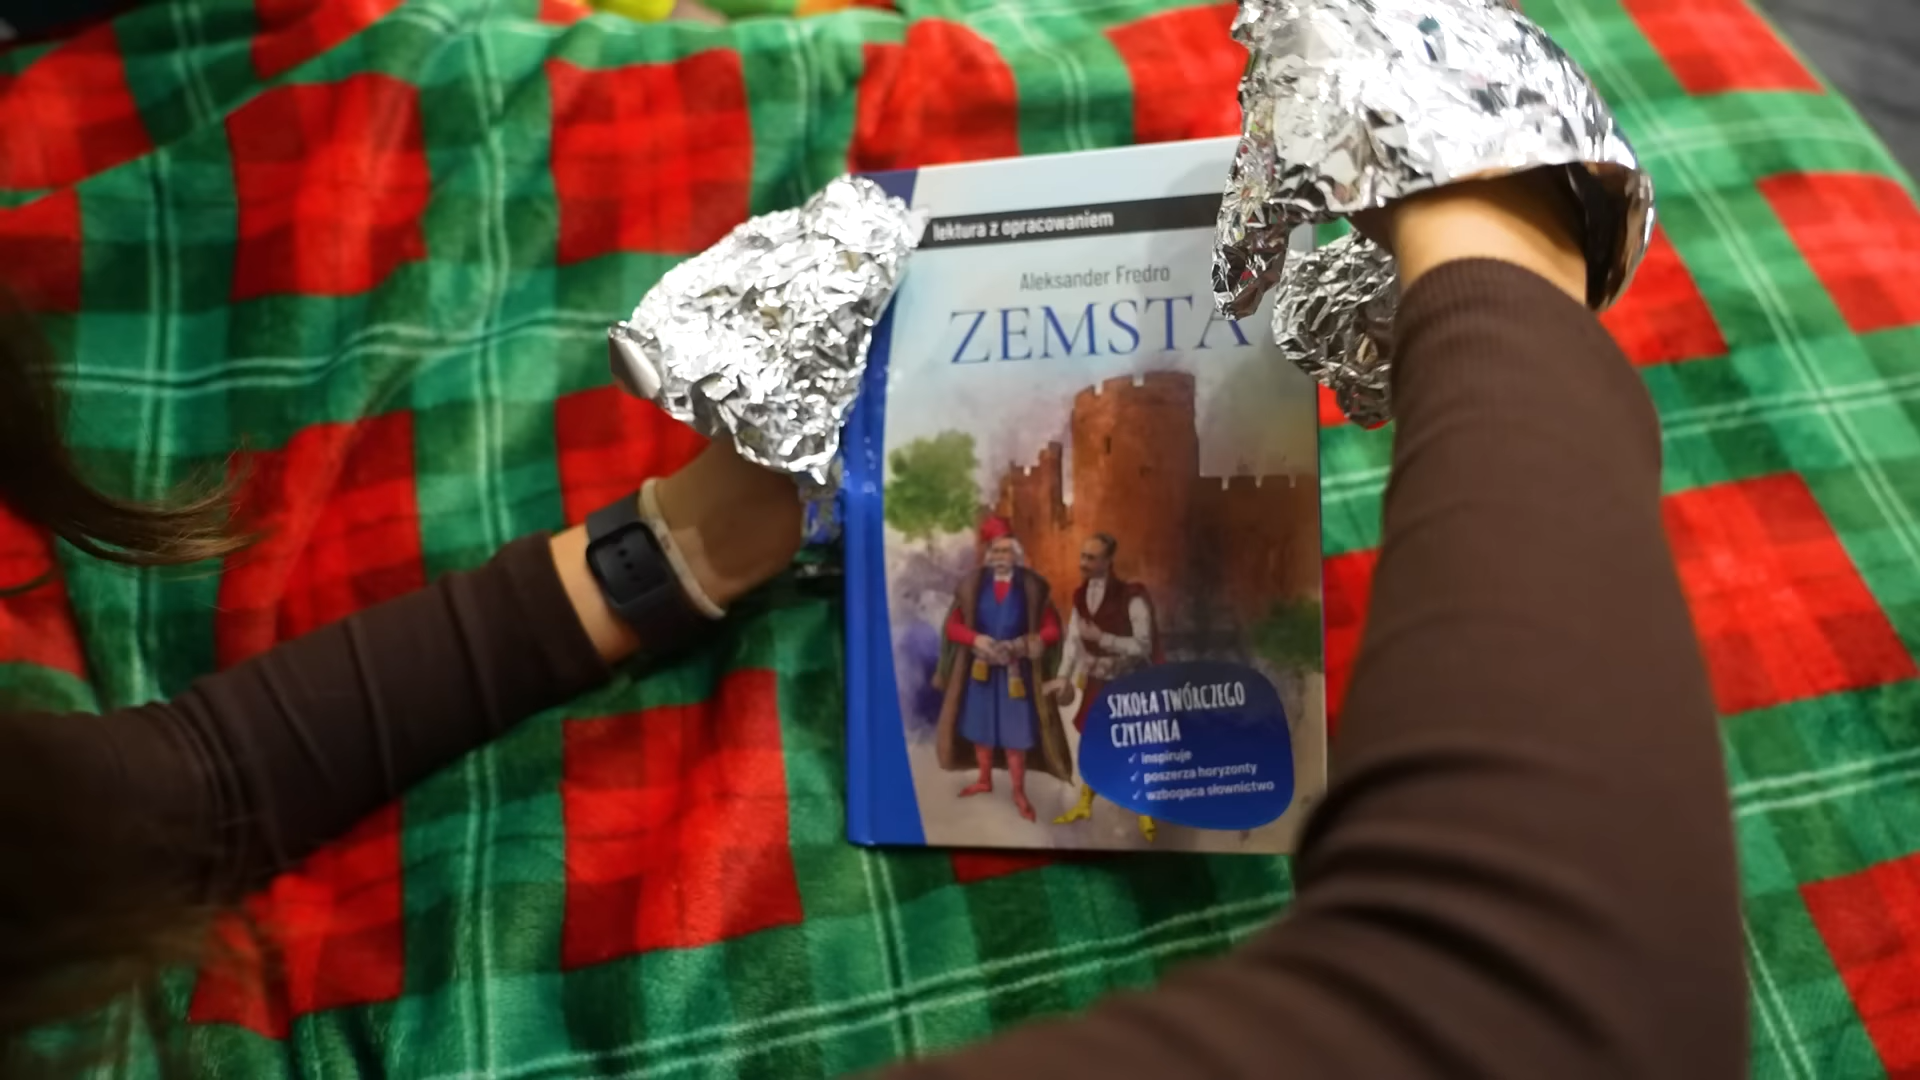 lektura z opracowaniem
Aleksander Fredro
ZEMSTA
SZKOŁA TWÓRCZEGO
CZYTANIA
✓ inspiruje
✓ poszerza horyzonty
✓ wzbogaca słownictwo